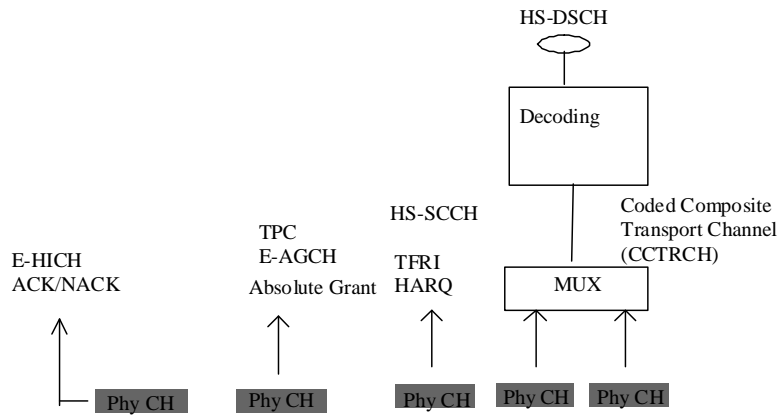 HS-DSCH
Decoding
Coded Composite
Transport Channel
(CCTRCH)
HS-SCCH
TFRI
HARQ
TPC
E-AGCH
Absolute Grant
E-HICH
ACK/NACK
MUX
Phy CH
Phy CH
Phy CH
Phy CH
Phy CH